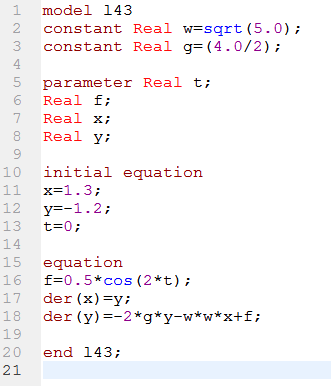 1 model l43
2 constant Real w=sqrt(5.0);
3 constant Real g=(4.0/2);
4
5 parameter Real t;
6 Real f;
7 Real x;
8 Real y;
9
10 initial equation
11 x=1.3;
12 y=-1.2;
13 t=0;
14
15 equation
16 f=0.5*cos(2*t);
17 der(x)=y;
18 der(y)=-2*g*y-w*w*x+f;
19
20 end l43;
21